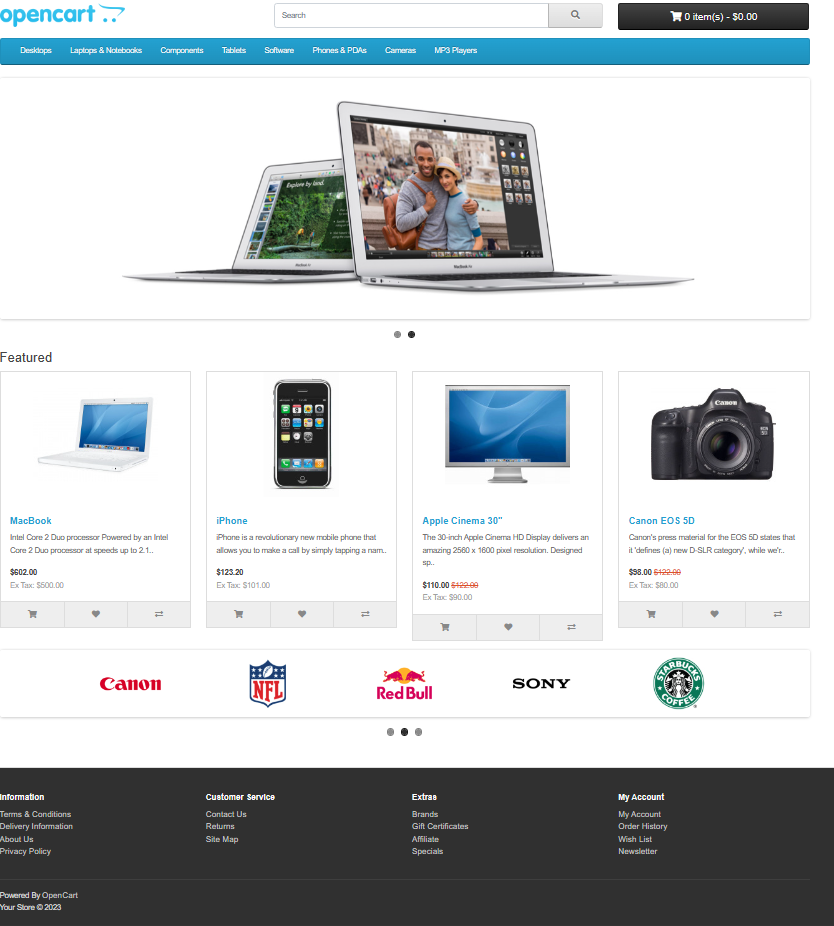 opencart
Search
0 item(s) - $0.00
Desktops Laptops & Notebooks Components Tablets Software Phones & PDAs Cameras MP3 Players
Explore by land.
MacBook Air
Featured
Canon
MacBook
Intel Core 2 Duo processor Powered by an Intel
Core 2 Duo processor at speeds up to 2.1..
$602.00
Ex Tax: $500.00
iPhone
iPhone is a revolutionary new mobile phone that
allows you to make a call by simply tapping a nam..
$123.20
Ex Tax: $101.00
Apple Cinema 30"
The 30-inch Apple Cinema HD Display delivers an
amazing 2560 x 1600 pixel resolution. Designed
sp..
$110.00 $122.00
Ex Tax: $90.00
Canon EOS 5D
Canon's press material for the EOS 5D states that
it 'defines (a) new D-SLR category', while we'r..
$98.00 $122.00
Ex Tax: $80.00
Canon
NFL
Red Bull
SONY
STARBUCKS
COFFEE
Information
Terms & Conditions
Delivery Information
About Us
Privacy Policy
Customer Service
Contact Us
Returns
Site Map
Extras
Brands
Gift Certificates
Affiliate
Specials
My Account
My Account
Order History
Wish List
Newsletter
Powered By OpenCart
Your Store © 2023